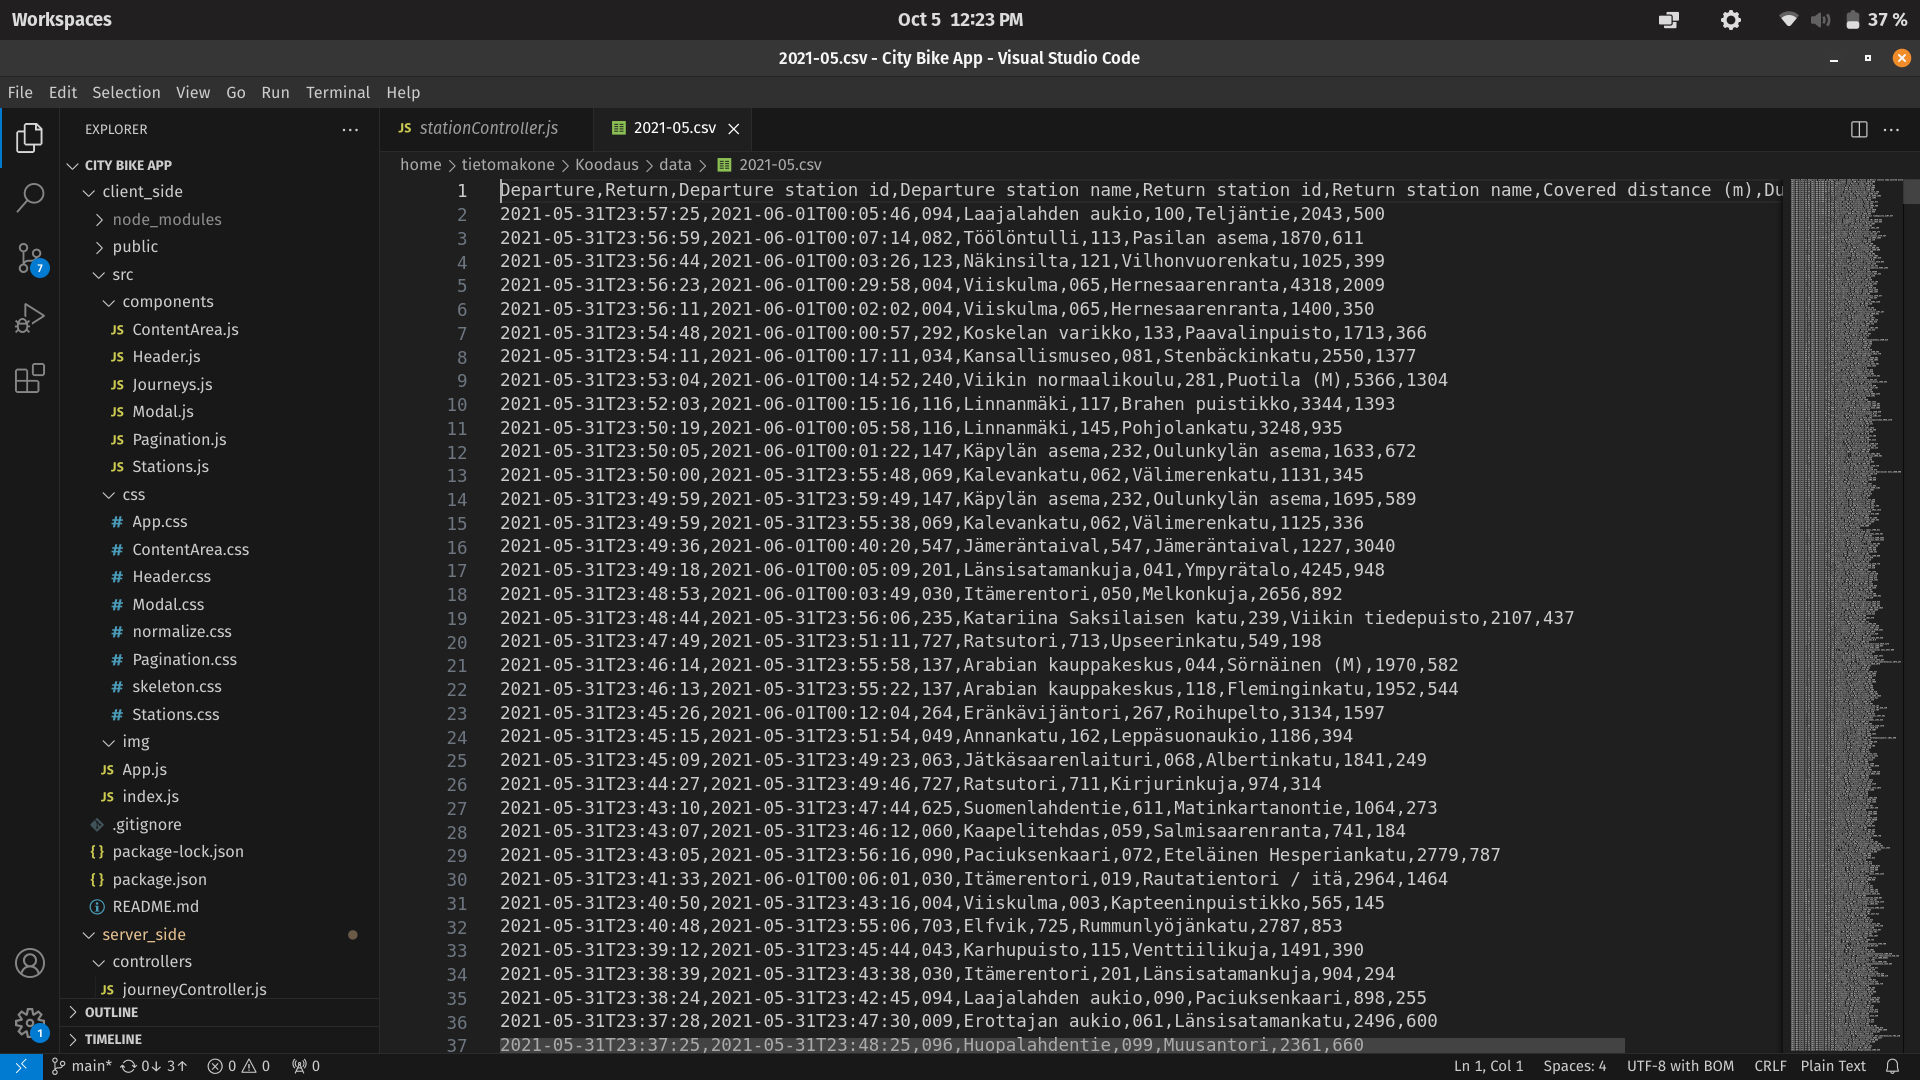 Workspaces
Oct 5 12:23 PM
37 %
2021-05.csv - City Bike App - Visual Studio Code
File Edit Selection View Go Run Terminal Help
EXPLORER
JS stationController.js
2021-05.csv
home > tietomakone > Koodaus > data > 2021-05.csv
CITY BIKE APP
client_side
node_modules
public
src
components
JS ContentArea.js
JS Header.js
JS Journeys.js
JS Modal.js
JS Pagination.js
JS Stations.js
css
# App.css
# ContentArea.css
# Header.css
# Modal.css
# normalize.css
# Pagination.css
# skeleton.css
# Stations.css
img
JS App.js
JS index.js
.gitignore
{} package-lock.json
{} package.json
README.md
server_side
controllers
JS journeyController.js
OUTLINE
TIMELINE
7
1
1 Departure,Return,Departure station id,Departure station name,Return station id,Return station name,Covered distance (m),Du
2 2021-05-31T23:57:25,2021-06-01T00:05:46,094,Laajalahden aukio,100,Teljäntie,2043,500
3 2021-05-31T23:56:59,2021-06-01T00:07:14,082,Töölöntulli,113,Pasilan asema,1870,611
4 2021-05-31T23:56:44,2021-06-01T00:03:26,123,Näkinsilta,121,Vilhonvuorenkatu,1025,399
5 2021-05-31T23:56:23,2021-06-01T00:29:58,004,Viiskulma,065,Hernesaarenranta,4318,2009
6 2021-05-31T23:56:11,2021-06-01T00:02:02,004,Viiskulma,065,Hernesaarenranta,1400,350
7 2021-05-31T23:54:48,2021-06-01T00:00:57,292,Koskelan varikko,133,Paavalinpuisto,1713,366
8 2021-05-31T23:54:11,2021-06-01T00:17:11,034,Kansallismuseo,081,Stenbäckinkatu,2550,1377
9 2021-05-31T23:53:04,2021-06-01T00:14:52,240,Viikin normaalikoulu,281,Puotila (M),5366,1304
10 2021-05-31T23:52:03,2021-06-01T00:15:16,116,Linnanmäki,117,Brahen puistikko,3344,1393
11 2021-05-31T23:50:19,2021-06-01T00:05:58,116,Linnanmäki,145,Pohjolankatu,3248,935
12 2021-05-31T23:50:05,2021-06-01T00:01:22,147,Käpylän asema,232,Oulunkylän asema,1633,672
13 2021-05-31T23:50:00,2021-05-31T23:55:48,069,Kalevankatu,062,Välimerenkatu,1131,345
14 2021-05-31T23:49:59,2021-05-31T23:59:49,147,Käpylän asema,232,Oulunkylän asema,1695,589
15 2021-05-31T23:49:59,2021-05-31T23:55:38,069,Kalevankatu,062,Välimerenkatu,1125,336
16 2021-05-31T23:49:36,2021-06-01T00:40:20,547,Jämeräntaival,547,Jämeräntaival,1227,3040
17 2021-05-31T23:49:18,2021-06-01T00:05:09,201,Länsisatamankuja,041,Ympyrätalo,4245,948
18 2021-05-31T23:48:53,2021-06-01T00:03:49,030,Itämerentori,050,Melkonkuja,2656,892
19 2021-05-31T23:48:44,2021-05-31T23:56:06,235,Katariina Saksilaisen katu,239,Viikin tiedepuisto,2107,437
20 2021-05-31T23:47:49,2021-05-31T23:51:11,727,Ratsutori,713,Upseerinkatu,549,198
21 2021-05-31T23:46:14,2021-05-31T23:55:58,137,Arabian kauppakeskus,044,Sörnäinen (M),1970,582
22 2021-05-31T23:46:13,2021-05-31T23:55:22,137,Arabian kauppakeskus,118,Fleminginkatu,1952,544
23 2021-05-31T23:45:26,2021-06-01T00:12:04,264,Eränkävijäntori,267,Roihupelto,3134,1597
24 2021-05-31T23:45:15,2021-05-31T23:51:54,049,Annankatu,162,Leppäsuonaukio,1186,394
25 2021-05-31T23:45:09,2021-05-31T23:49:23,063,Jätkäsaarenlaituri,068,Albertinkatu,1841,249
26 2021-05-31T23:44:27,2021-05-31T23:49:46,727,Ratsutori,711,Kirjurinkuja,974,314
27 2021-05-31T23:43:10,2021-05-31T23:47:44,625,Suomenlahdentie,611,Matinkartanontie,1064,273
28 2021-05-31T23:43:07,2021-05-31T23:46:12,060,Kaapelitehdas,059,Salmisaarenranta,741,184
29 2021-05-31T23:43:05,2021-05-31T23:56:16,090,Paciuksenkaari,072,Eteläinen Hesperiankatu,2779,787
30 2021-05-31T23:41:33,2021-06-01T00:06:01,030,Itämerentori,019,Rautatientori / itä,2964,1464
31 2021-05-31T23:40:50,2021-05-31T23:43:16,004,Viiskulma,003,Kapteeninpuistikko,565,145
32 2021-05-31T23:40:48,2021-05-31T23:55:06,703,Elfvik,725,Rummunlyöjänkatu,2787,853
33 2021-05-31T23:39:12,2021-05-31T23:45:44,043,Karhupuisto,115,Venttiilikuja,1491,390
34 2021-05-31T23:38:39,2021-05-31T23:43:38,030,Itämerentori,201,Länsisatamankuja,904,294
35 2021-05-31T23:38:24,2021-05-31T23:42:45,094,Laajalahden aukio,090,Paciuksenkaari,898,255
36 2021-05-31T23:37:28,2021-05-31T23:47:30,009,Erottajan aukio,061,Länsisatamankatu,2496,600
37 2021-05-31T23:37:25,2021-05-31T23:48:25,096,Huopalahdentie,099,Muusantori,2361,660
main* 0↓ 3↑ 0 0 0
Ln 1, Col 1 Spaces: 4 UTF-8 with BOM CRLF Plain Text